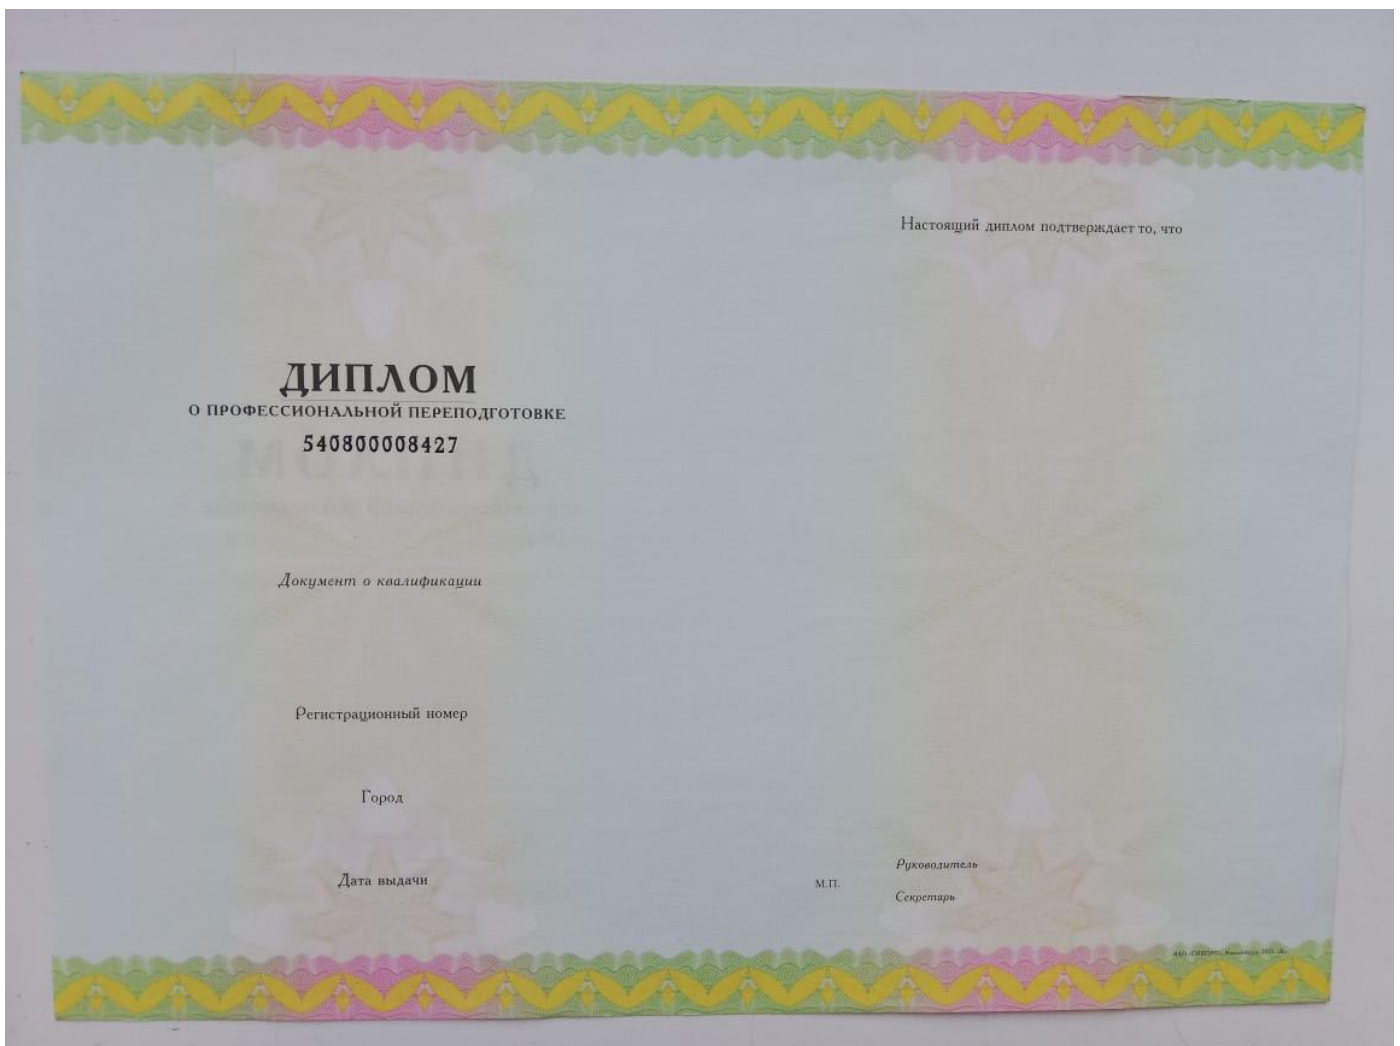 ДИПЛОМ
О ПРОФЕССИОНАЛЬНОЙ ПЕРЕПОДГОТОВКЕ
540800008427
Документ о квалификации
Регистрационный номер
Город
Дата выдачи
Настоящий диплом подтверждает то, что
М.П.
Руководитель
Секретарь